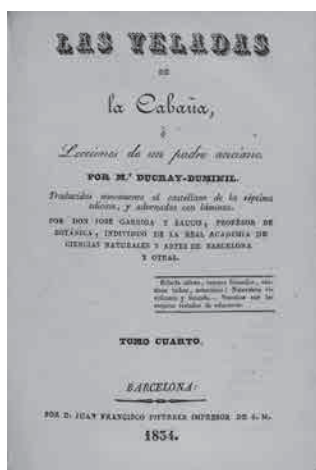 LAS VELADAS
DE
la Cabaña,
ó
Lecciones de un padre anciano.
POR M.ʳ DUCRAY-DUMINIL.
Traducidas nuevamente al castellano de la séptima
edicion, y adornadas con láminas.
POR DON JOSE GARRIGA Y BAUCIS, PROFESOR DE
BOTÁNICA, INDIVIDUO DE LA REAL ACADEMIA DE
CIENCIAS NATURALES Y ARTES DE BARCELONA
Y OTRAS.
TOMO CUARTO.
BARCELONA:
POR D. JUAN FRANCISCO PIFERRER IMPRESOR DE S. M.
1834.